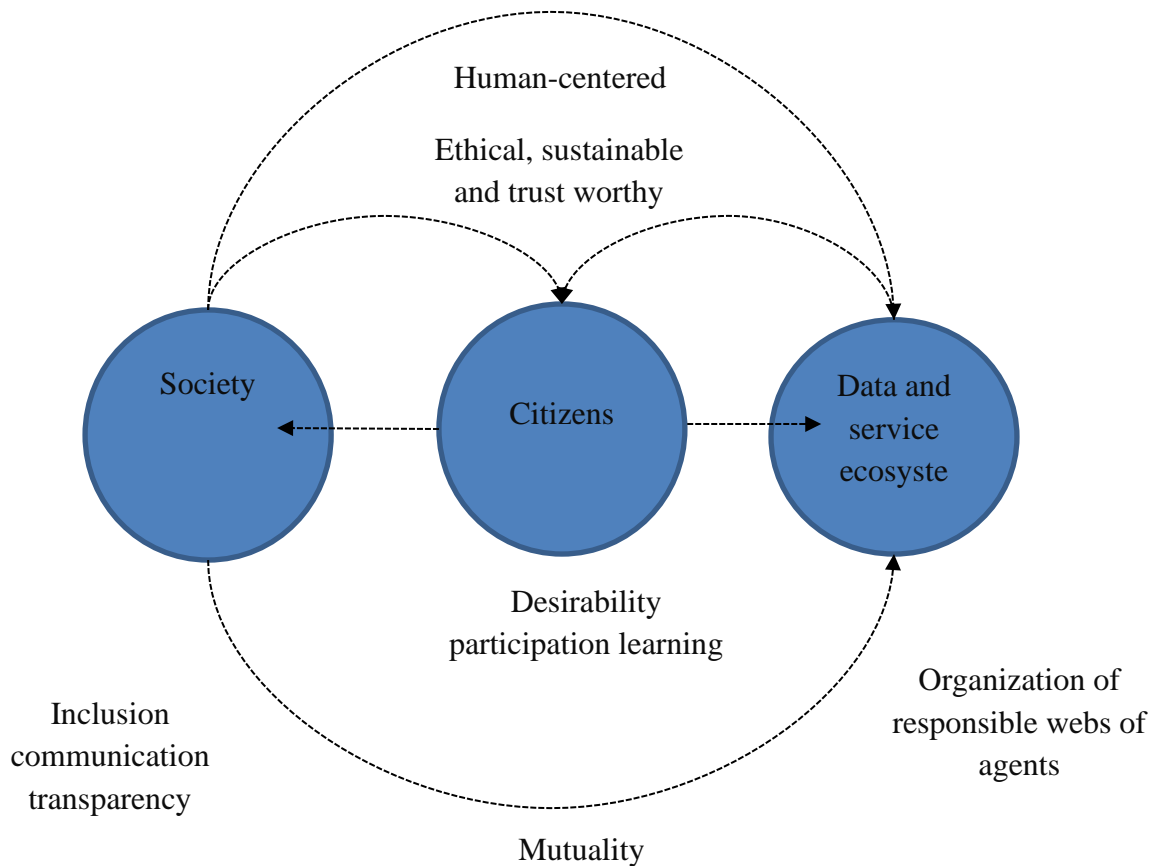 Human-centered
Ethical, sustainable
and trust worthy
Society
Citizens
Data and
service
ecosyste
Desirability
participation learning
Inclusion
communication
transparency
Organization of
responsible webs of
agents
Mutuality